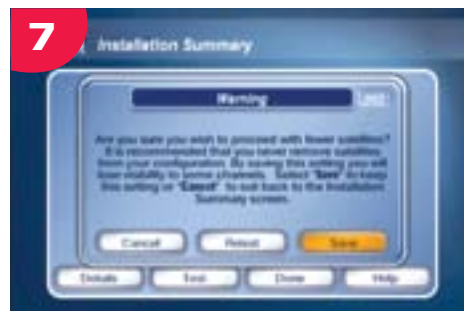 7
Installation Summary
Warning
Are you sure you wish to proceed with fewer satellites?
It is recommended that you never remove satellites
from your configuration. By saving this setting you will
lose visibility to some channels. Select "Save" to keep
this setting or "Cancel" to exit back to the Installation
Summary screen.
Cancel
Save
Details Test Done Help